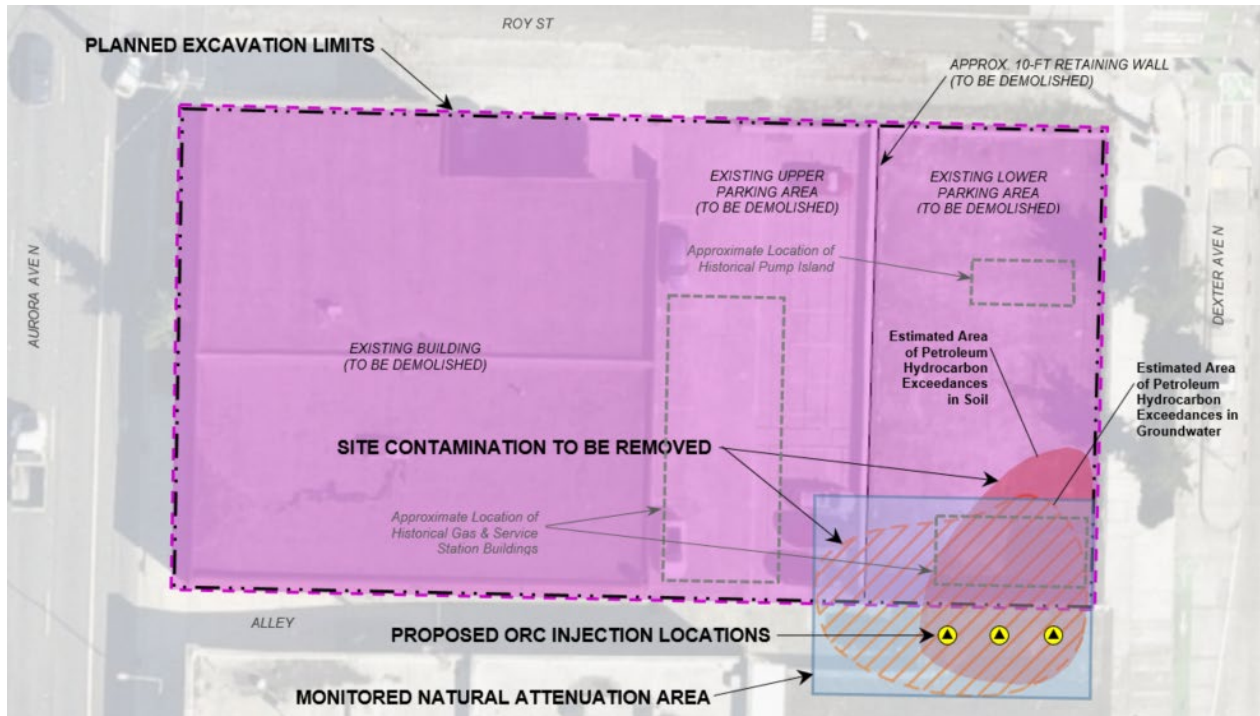 ROY ST
PLANNED EXCAVATION LIMITS
APPROX. 10-FT RETAINING WALL
(TO BE DEMOLISHED)
EXISTING UPPER
PARKING AREA
(TO BE DEMOLISHED)
EXISTING LOWER
PARKING AREA
(TO BE DEMOLISHED)
Approximate Location of
Historical Pump Island
AURORA AVE N
DEXTER AVE N
EXISTING BUILDING
(TO BE DEMOLISHED)
Estimated Area
of Petroleum
Hydrocarbon
Exceedances
in Soil
Estimated Area
of Petroleum
Hydrocarbon
Exceedances in
Groundwater
SITE CONTAMINATION TO BE REMOVED
Approximate Location of
Historical Gas & Service
Station Buildings
ALLEY
PROPOSED ORC INJECTION LOCATIONS
MONITORED NATURAL ATTENUATION AREA